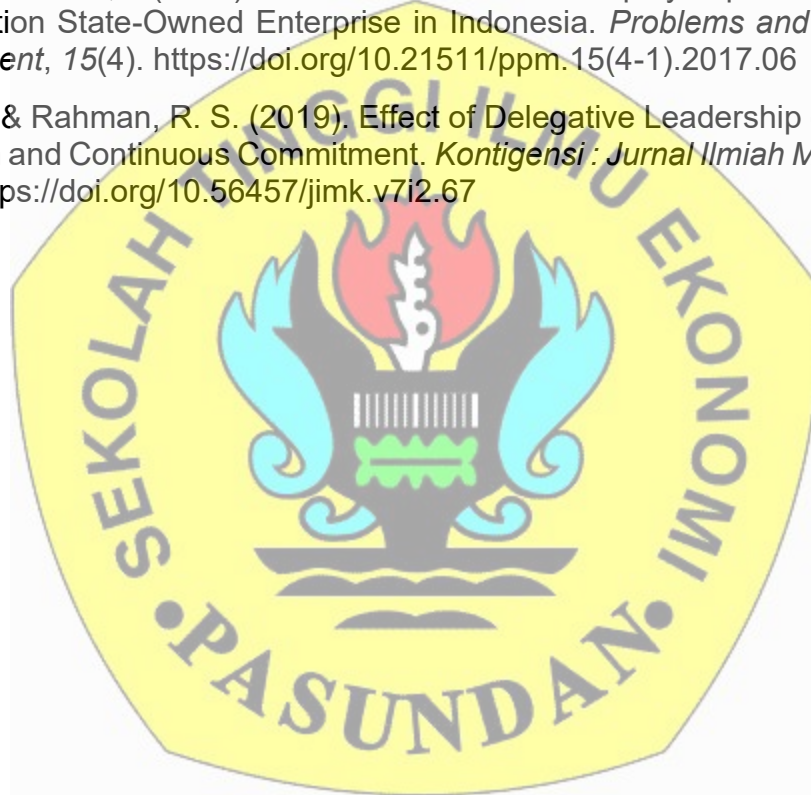 tion State-Owned Enterprise in Indonesia. Problems and
ent, 15(4). https://doi.org/10.21511/ppm.15(4-1).2017.06
& Rahman, R. S. (2019). Effect of Delegative Leadership
and Continuous Commitment. Kontigensi : Jurnal Ilmiah M
ps://doi.org/10.56457/jimk.v7i2.67
SEKOLAH TINGGI ILMU EKONOMI
•PASUNDAN•